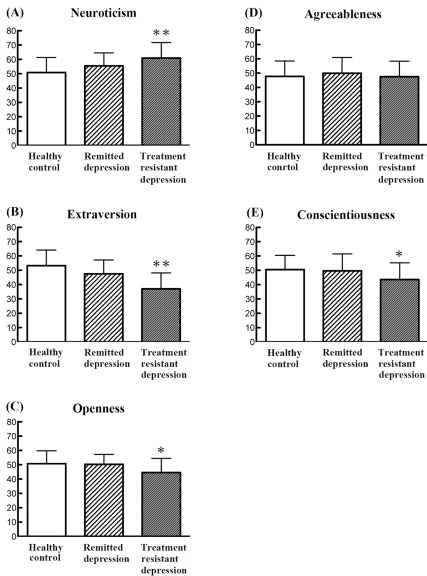 (A) Neuroticism
80
70
60
50
40
30
20
10
0
**
Healthy Remitted Treatment
control depression resistant
depression
(B) Extraversion
80
70
60
50
40
30
20
10
0
**
Healthy Remitted Treatment
control depression resistant
depression
(C) Openness
80
70
60
50
40
30
20
10
0
*
Healthy Remitted Treatment
control depression resistant
depression
(D) Agreeableness
80
70
60
50
40
30
20
10
0
Healthy Remitted Treatment
conrtol depression resistant
depression
(E) Conscientiousness
80
70
60
50
40
30
20
10
0
*
Healthy Remitted Treatment
control depression resistant
depression